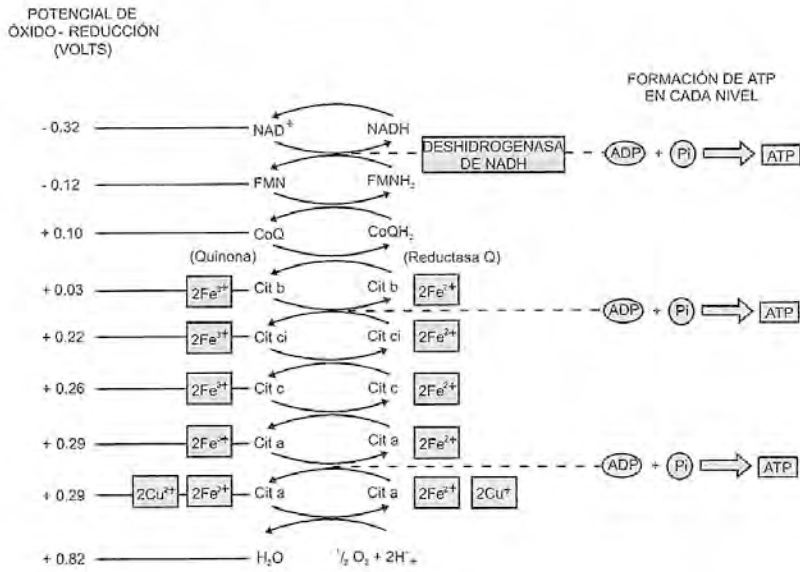 POTENCIAL DE
ÓXIDO - REDUCCIÓN
(VOLTS)
FORMACIÓN DE ATP
EN CADA NIVEL
- 0.32 NAD+ NADH
DESHIDROGENASA
DE NADH
ADP + Pi ATP
- 0.12 FMN FMNH2
+ 0.10 CoQ CoQH2
(Quinona) (Reductasa Q)
+ 0.03 2Fe3+ Cit b Cit b 2Fe2+
ADP + Pi ATP
+ 0.22 2Fe3+ Cit ci Cit ci 2Fe2+
+ 0.26 2Fe3+ Cit c Cit c 2Fe2+
+ 0.29 2Fe3+ Cit a Cit a 2Fe2+
ADP + Pi ATP
+ 0.29 2Cu2+ 2Fe3+ Cit a Cit a 2Fe2+ 2Cu+
+ 0.82 H2O 1/2 O2 + 2H+